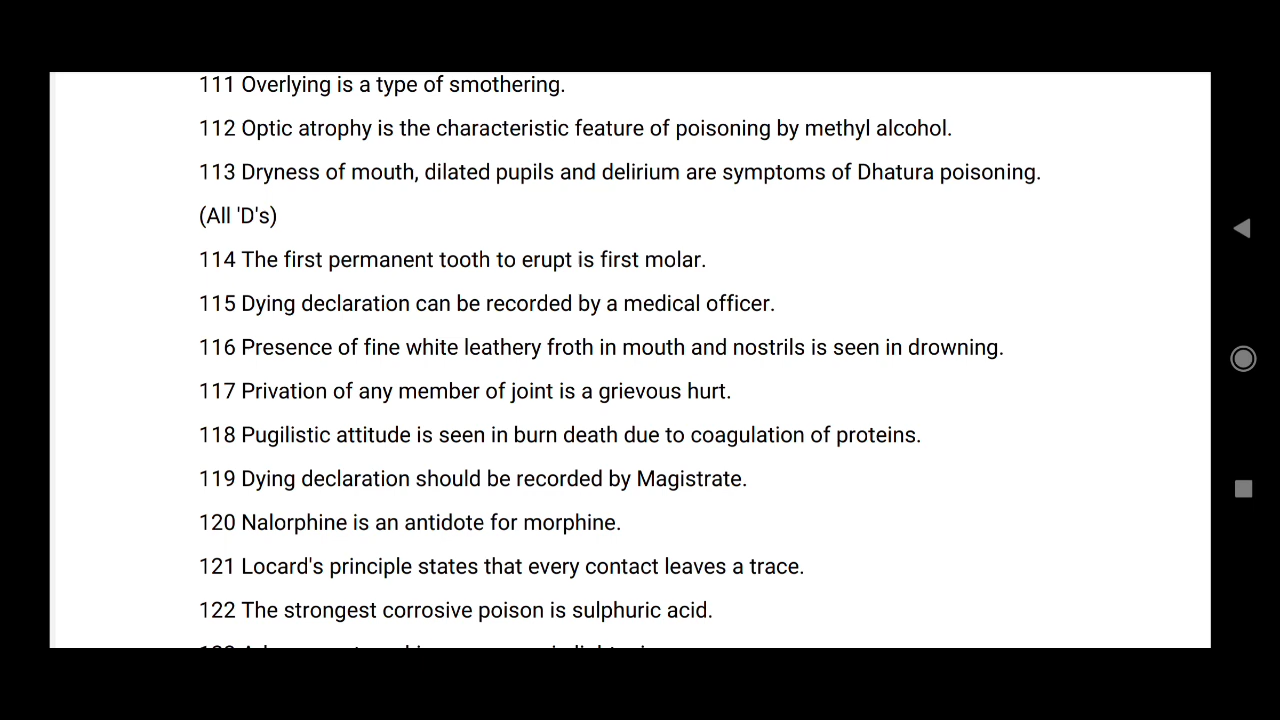 111 Overlying is a type of smothering.
112 Optic atrophy is the characteristic feature of poisoning by methyl alcohol.
113 Dryness of mouth, dilated pupils and delirium are symptoms of Dhatura poisoning.
(All 'D's)
114 The first permanent tooth to erupt is first molar.
115 Dying declaration can be recorded by a medical officer.
116 Presence of fine white leathery froth in mouth and nostrils is seen in drowning.
117 Privation of any member of joint is a grievous hurt.
118 Pugilistic attitude is seen in burn death due to coagulation of proteins.
119 Dying declaration should be recorded by Magistrate.
120 Nalorphine is an antidote for morphine.
121 Locard's principle states that every contact leaves a trace.
122 The strongest corrosive poison is sulphuric acid.